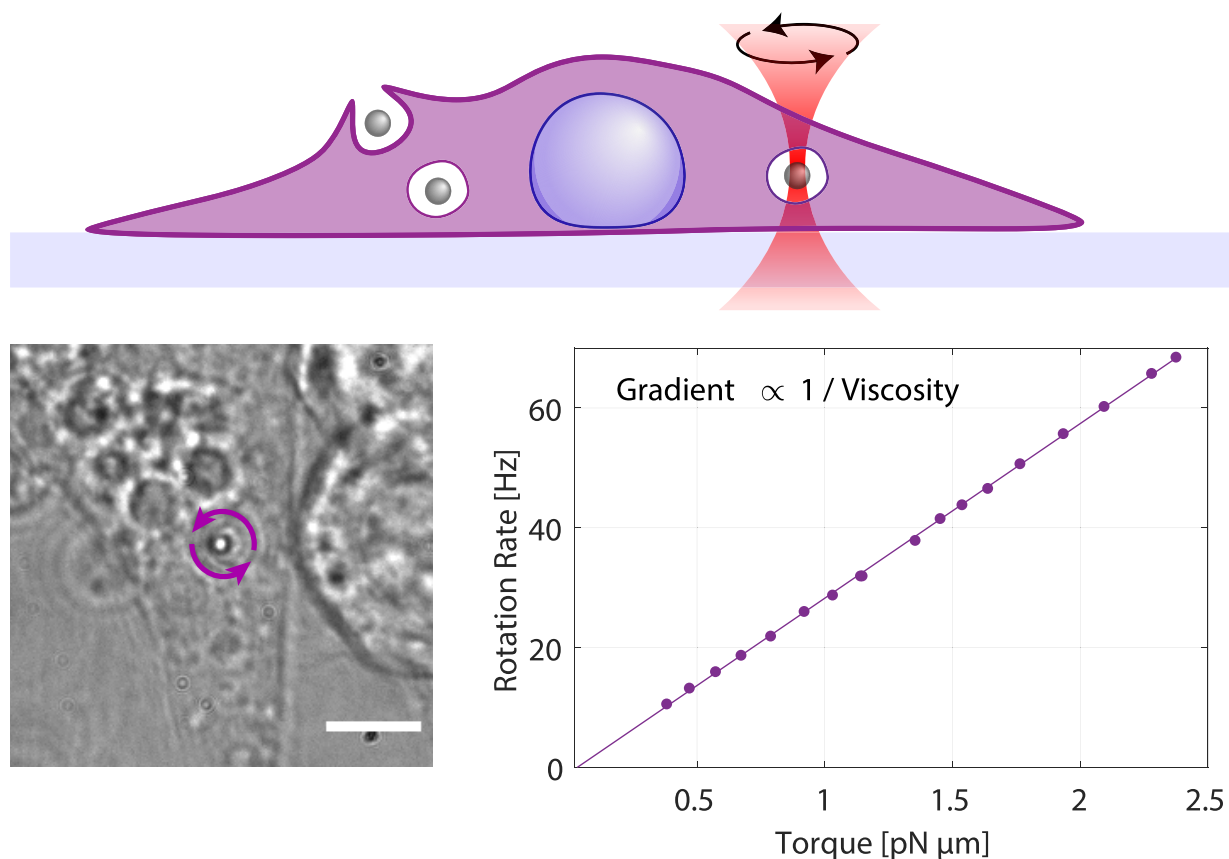 Gradient ∝ 1 / Viscosity
Rotation Rate [Hz]
60
40
20
0
0.5 1 1.5 2 2.5
Torque [pN µm]